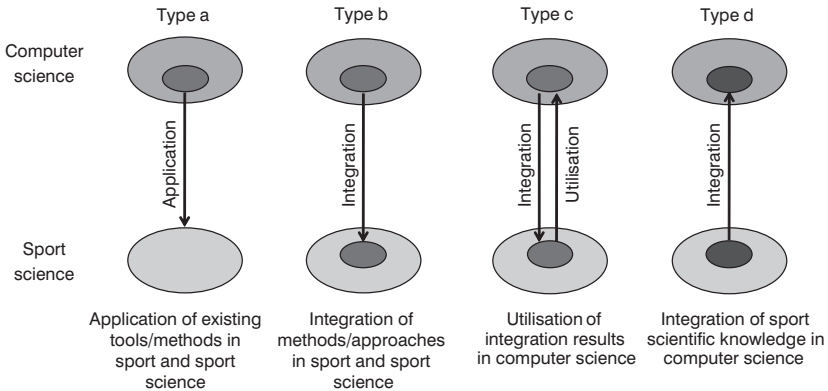 Type a
Type b
Type c
Type d
Computer
science
Application
Integration
Integration
Utilisation
Integration
Sport
science
Application of existing
tools/methods in
sport and sport
science
Integration of
methods/approaches
in sport and sport
science
Utilisation of
integration results
in computer science
Integration of sport
scientific knowledge in
computer science